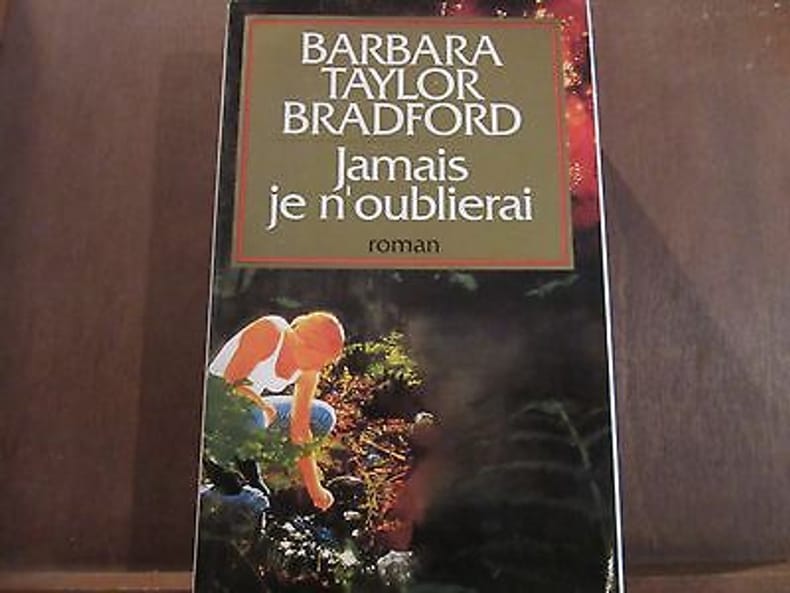 BARBARA
TAYLOR
BRADFORD
Jamais
je n'oublierai
roman